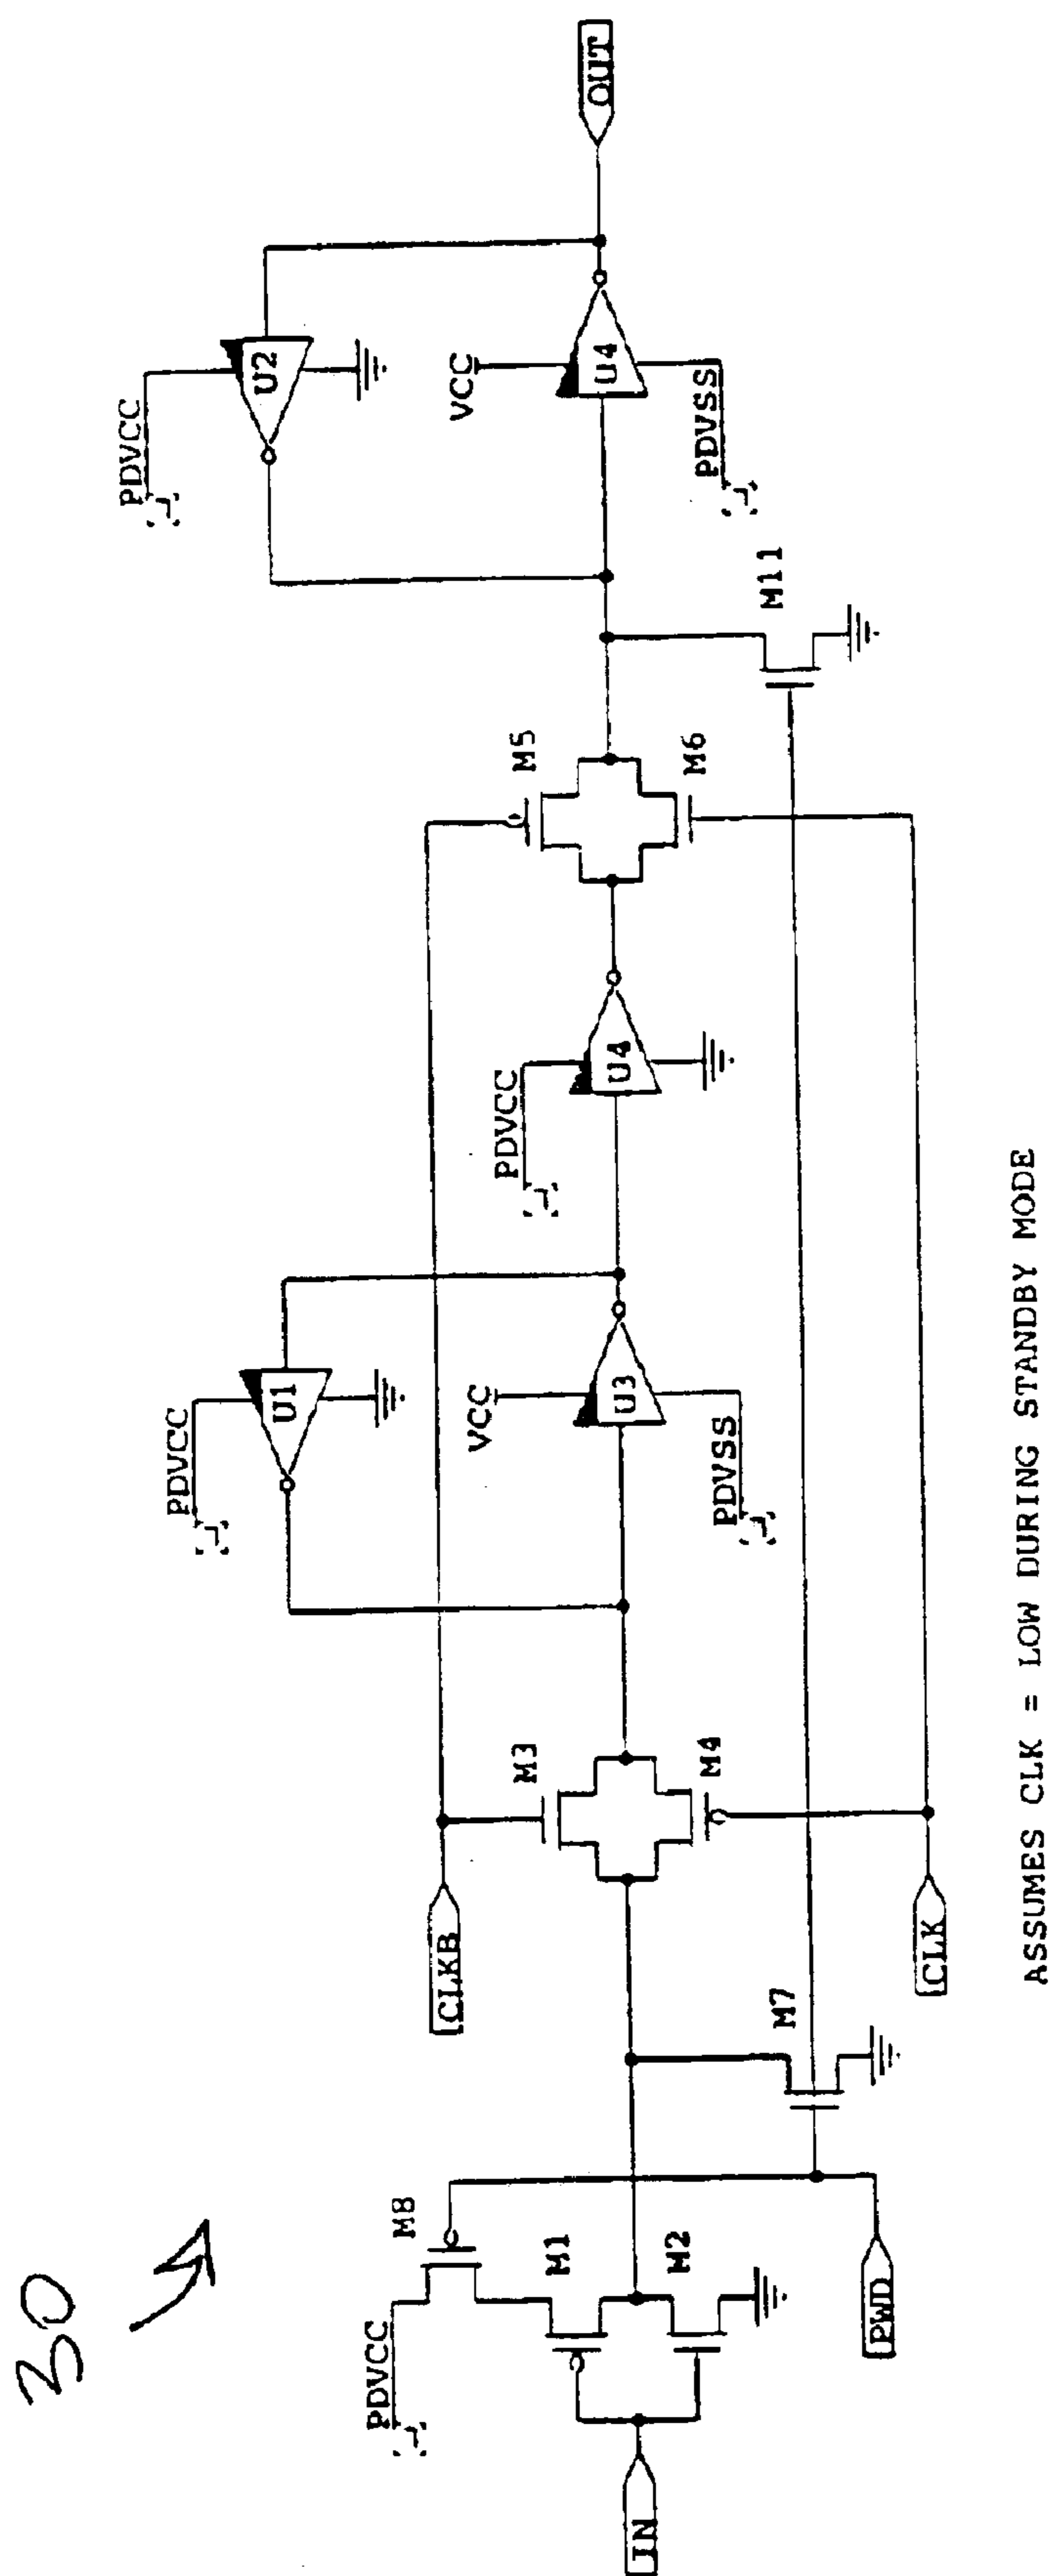 30
IN
PDVCC
M8
M1
M2
PWD
M7
CLKB
CLK
M3
M4
PDVCC
U1
VCC
U3
PDVSS
PDVCC
U4
M5
M6
M11
PDVCC
U2
VCC
U4
PDVSS
OUT
ASSUMES CLK = LOW DURING STANDBY MODE